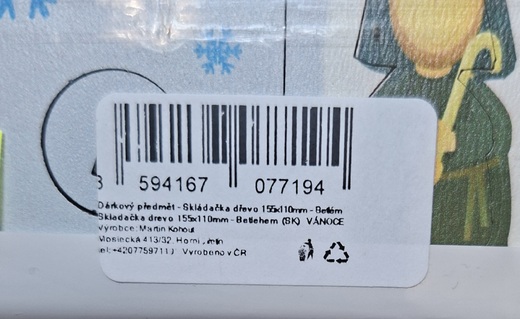 8 594167 077194
Dárkový předmět - Skládačka dřevo 155x110mm - Betlém
Skladačka drevo 155x110mm - Betlehem (SK) VÁNOCE
Výrobce: Martin Kohout
Mostecká 413/32, Horní
Vyrobeno v ČR